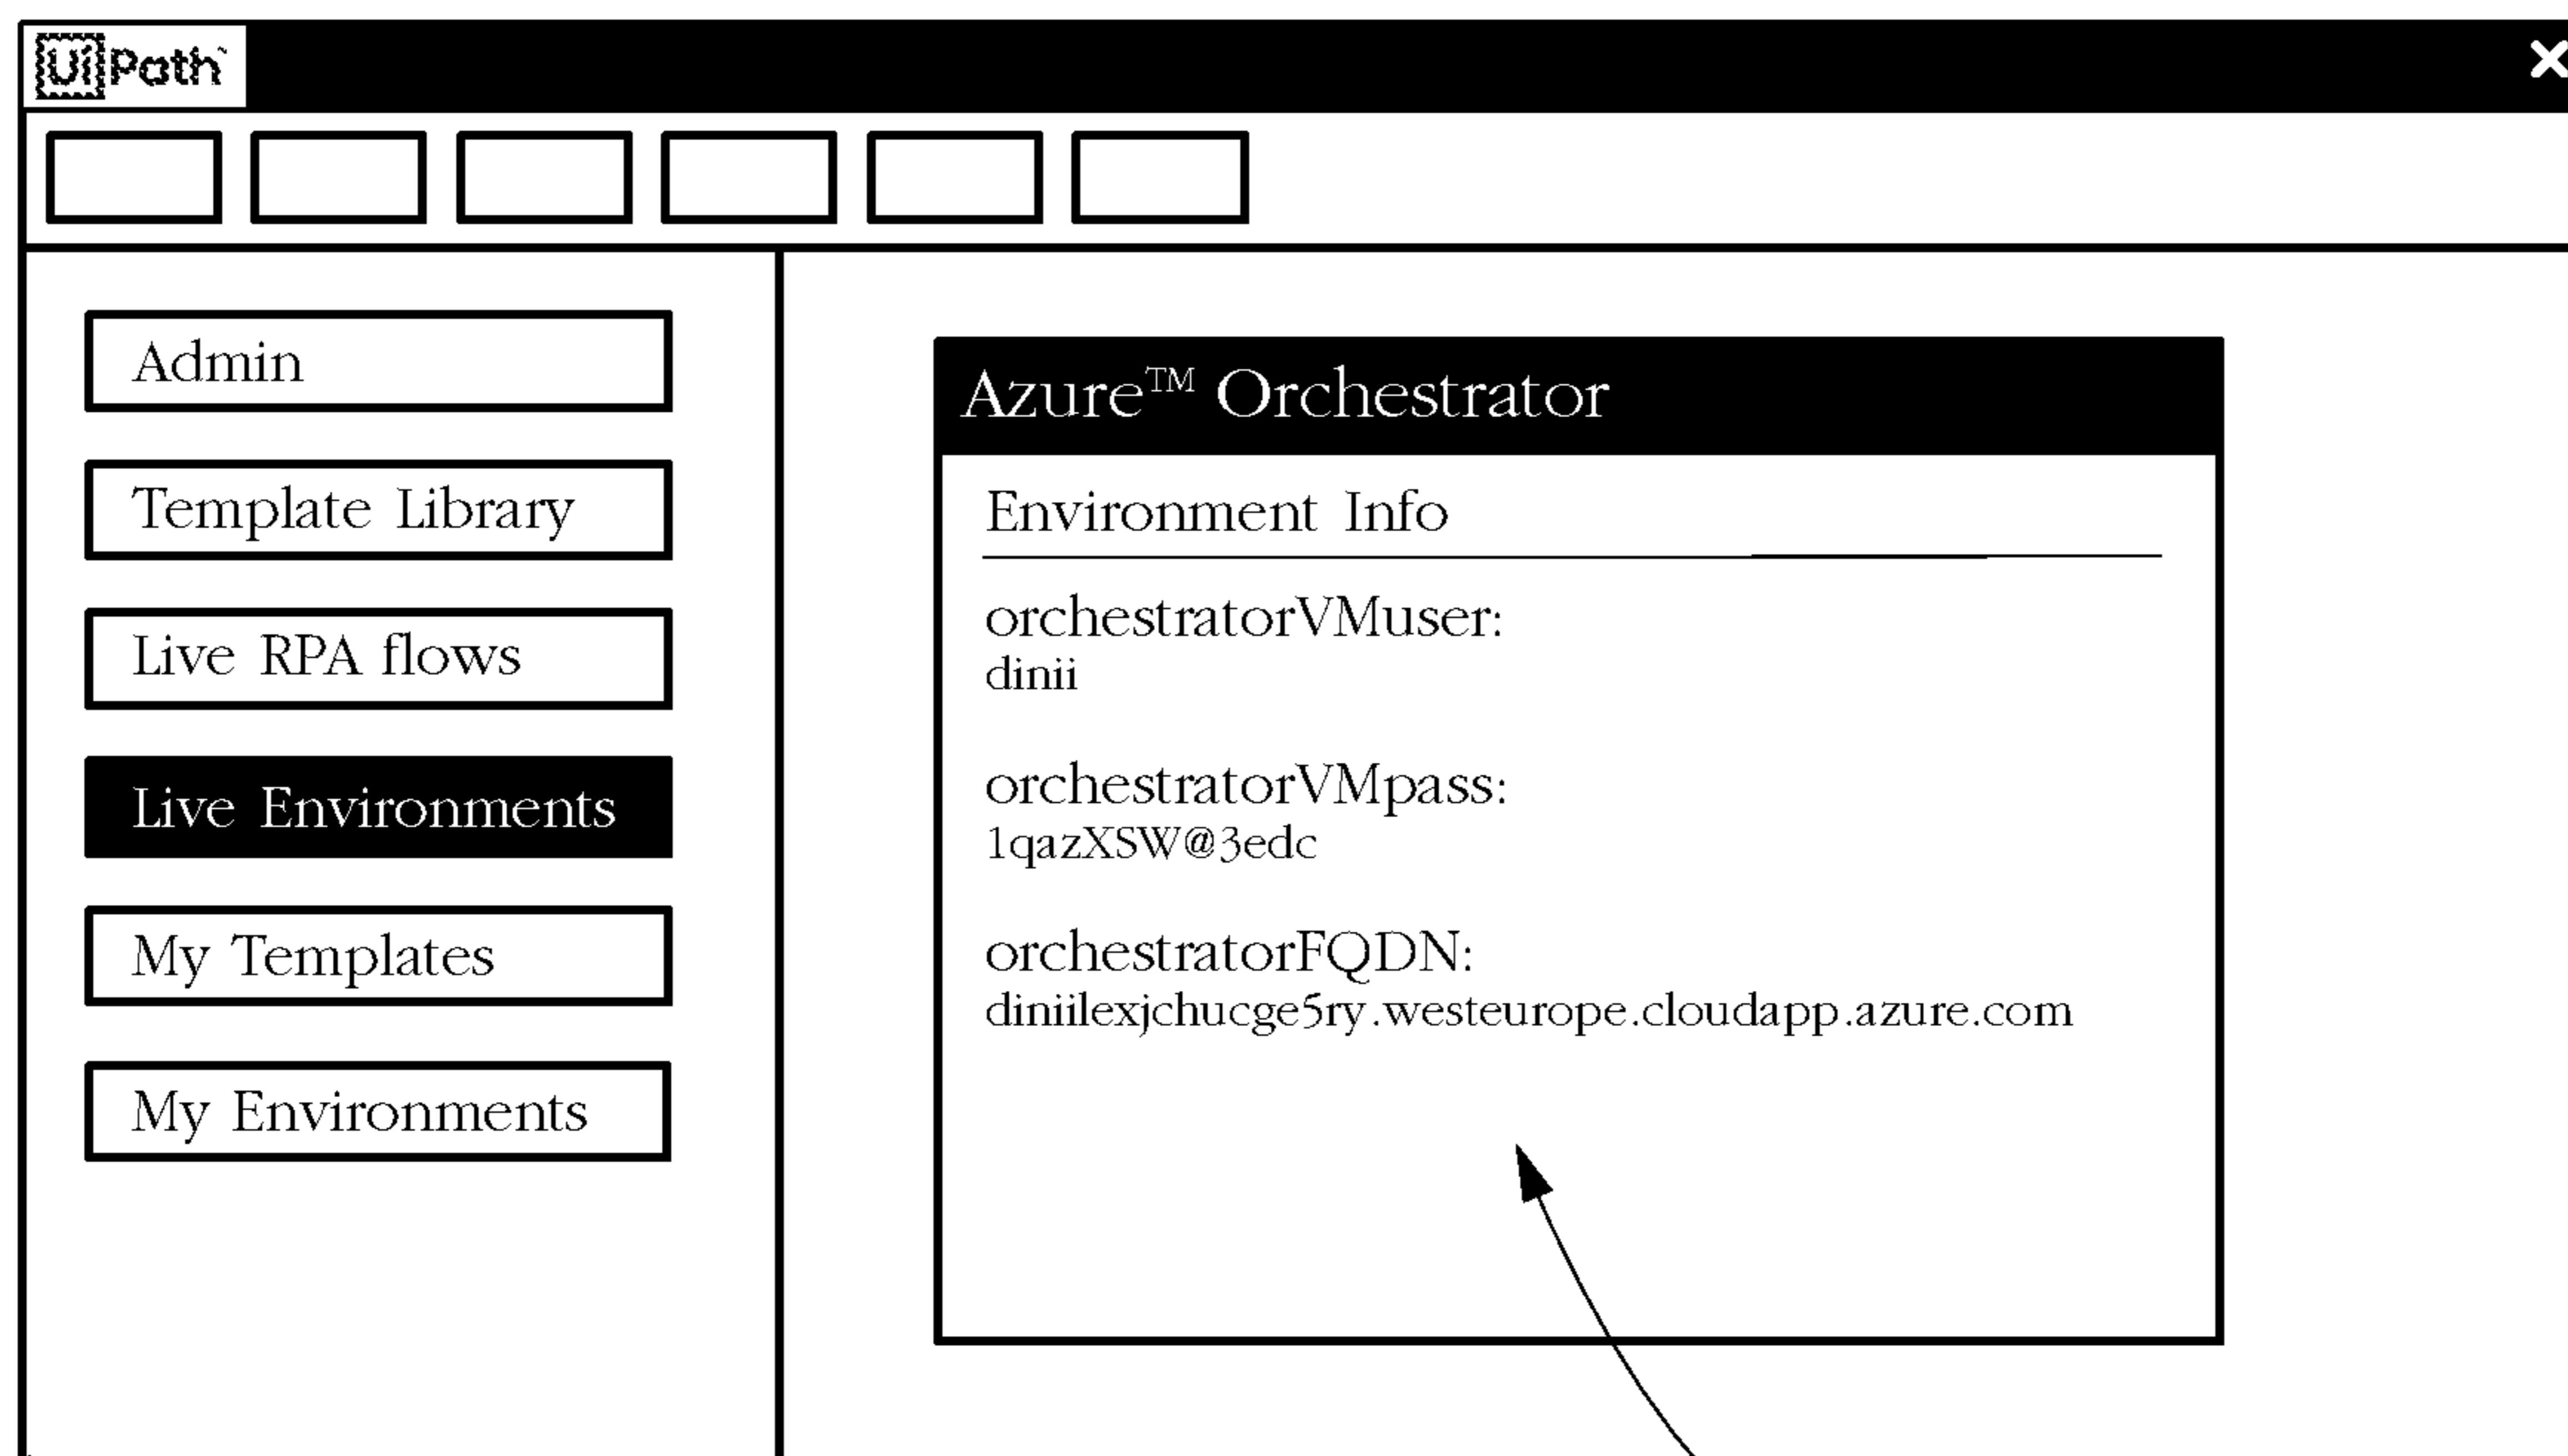 UiPath™
Admin
Template Library
Live RPA flows
Live Environments
My Templates
My Environments
Azure™ Orchestrator
Environment Info
orchestratorVMuser:
dinii
orchestratorVMpass:
1qazXSW@3edc
orchestratorFQDN:
diniilexjchucge5ry.westeurope.cloudapp.azure.com